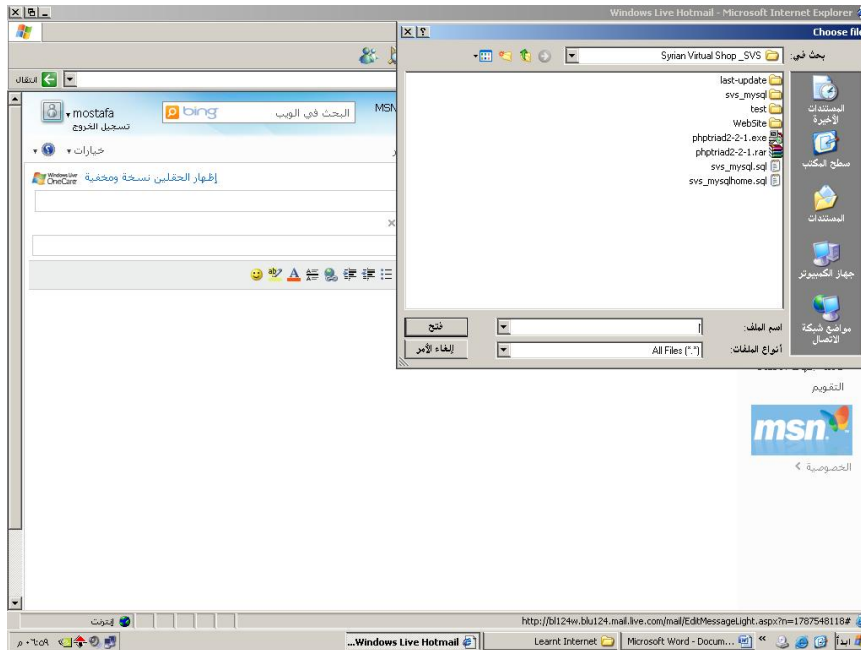 Windows Live Hotmail - Microsoft Internet Explorer
Choose file
بحث في:
Syrian Virtual Shop _SVS
انتقال
last-update
svs_mysql
test
WebSite
phptriad2-2-1.exe
phptriad2-2-1.rar
svs_mysql.sql
svs_mysqlhome.sql
المستندات الأخيرة
سطح المكتب
المستندات
جهاز الكمبيوتر
مواضع شبكة الاتصال
اسم الملف:
فتح
أنواع الملفات:
All Files (*.*)
إلغاء الأمر
MSN
البحث في الويب
bing
mostafa
تسجيل الخروج
خيارات
إظهار الحقلين نسخة ومخفية
Windows Live OneCare
التقويم
msn
الخصوصية
http://bl124w.blu124.mail.live.com/mail/EditMessageLight.aspx?n=1787548118#
إنترنت
ابدأ
Microsoft Word - Docum...
Learnt Internet
...Windows Live Hotmail
٠٦:٥٨ م